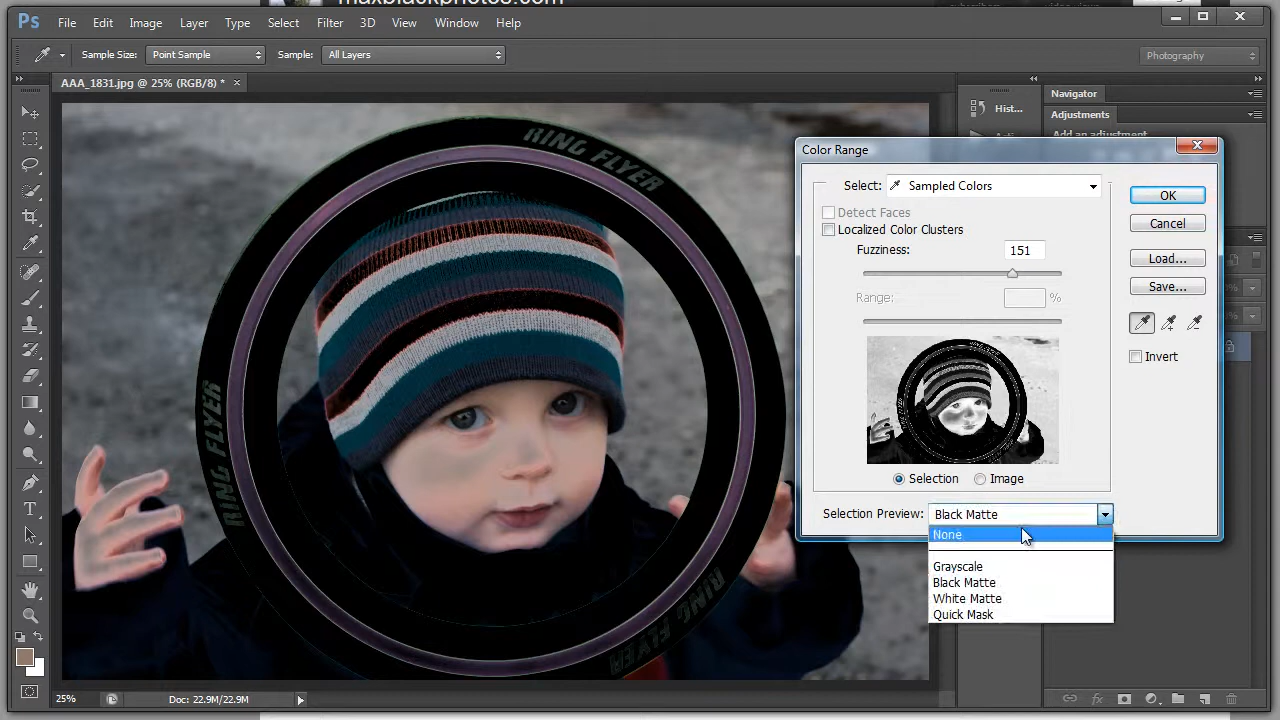 maxblackphotos.com
Ps File Edit Image Layer Type Select Filter 3D View Window Help
Sample Size: Point Sample Sample: All Layers Photography
AAA_1831.jpg @ 25% (RGB/8) * ×
Hist...
Navigator
Adjustments
Add an adjustment
RING FLYER
RING FLYER
RING FLYER
Color Range
Select: Sampled Colors
OK
Detect Faces
Localized Color Clusters
Cancel
Fuzziness: 151
Load...
Save...
Range: %
Invert
Selection Image
Selection Preview: Black Matte
None
Grayscale
Black Matte
White Matte
Quick Mask
25% Doc: 22.9M/22.9M